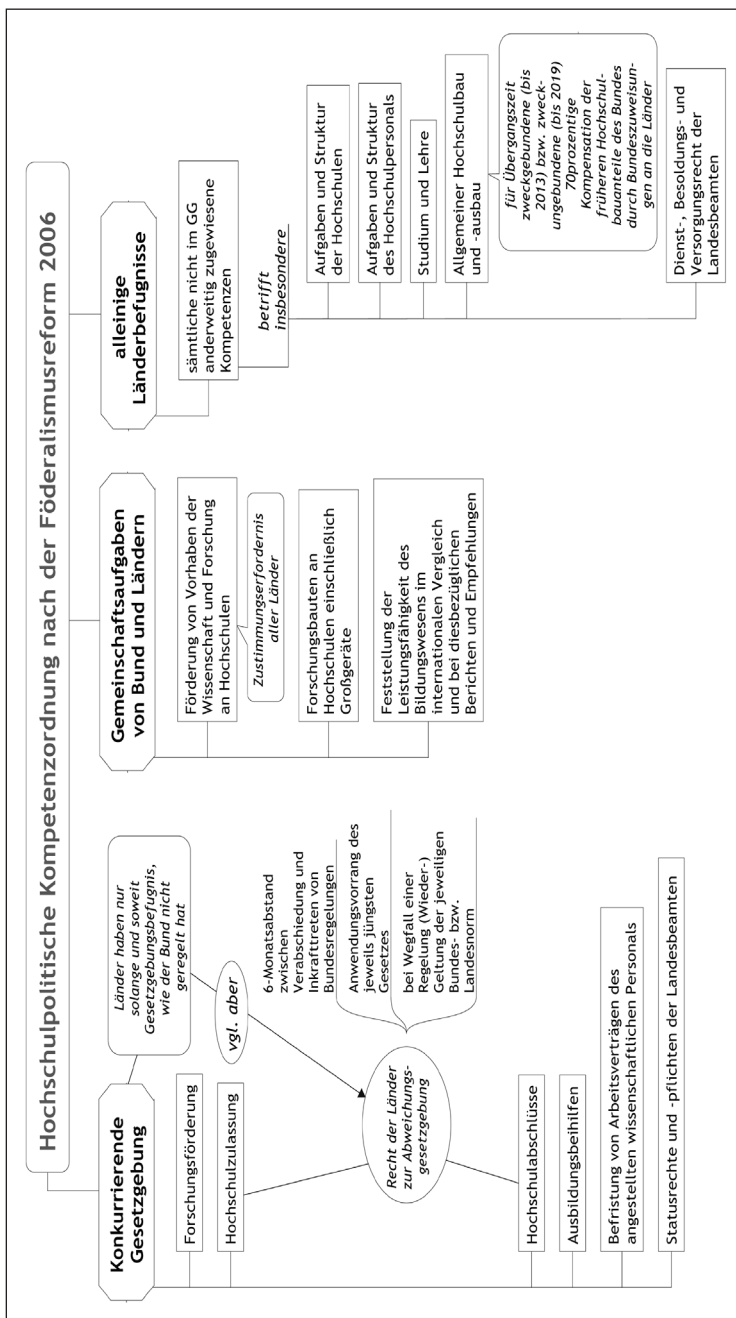 Hochschulpolitische Kompetenzordnung nach der Föderalismusreform 2006
Konkurrierende
Gesetzgebung
Länder haben nur
solange und soweit
Gesetzgebungsbefugnis,
wie der Bund nicht
geregelt hat
Forschungsförderung
Hochschulzulassung
vgl. aber
Recht der Länder
zur Abweichungs-
gesetzgebung
6-Monatsabstand
zwischen
Verabschiedung und
Inkrafttreten von
Bundesregelungen
Anwendungsvorrang des
jeweils jüngsten
Gesetzes
bei Wegfall einer
Regelung (Wieder-)
Geltung der jeweiligen
Bundes- bzw.
Landesnorm
Hochschulabschlüsse
Ausbildungsbeihilfen
Befristung von Arbeitsverträgen des
angestellten wissenschaftlichen Personals
Statusrechte und -pflichten der Landesbeamten
Gemeinschaftsaufgaben
von Bund und Ländern
Förderung von Vorhaben der
Wissenschaft und Forschung
an Hochschulen
Zustimmungserfordernis
aller Länder
Forschungsbauten an
Hochschulen einschließlich
Großgeräte
Feststellung der
Leistungsfähigkeit des
Bildungswesens im
internationalen Vergleich
und bei diesbezüglichen
Berichten und Empfehlungen
alleinige
Länderbefugnisse
sämtliche nicht im GG
anderweitig zugewiesene
Kompetenzen
betrifft
insbesondere
Aufgaben und Struktur
der Hochschulen
Aufgaben und Struktur
des Hochschulpersonals
Studium und Lehre
Allgemeiner Hochschulbau
und -ausbau
für Übergangszeit
zweckgebundene (bis
2013) bzw. zweck-
ungebundene (bis 2019)
70prozentige
Kompensation der
früheren Hochschul-
bauanteile des Bundes
durch Bundeszuweisun-
gen an die Länder
Dienst-, Besoldungs- und
Versorgungsrecht der
Landesbeamten